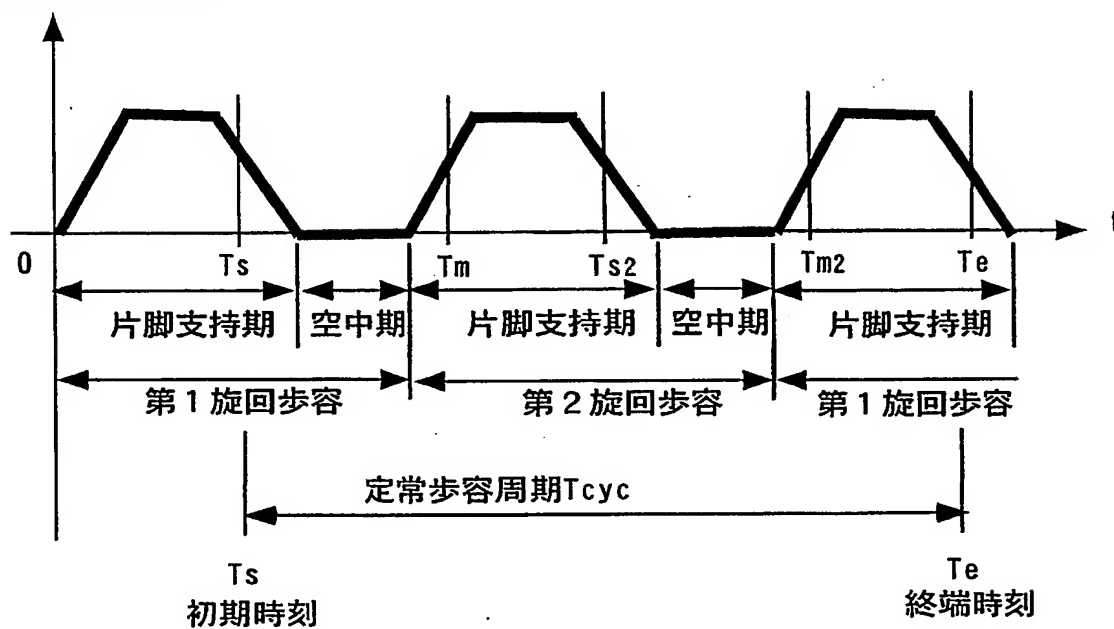 t
0
Ts
Tm
Ts2
Tm2
Te
片脚支持期
空中期
片脚支持期
空中期
片脚支持期
第1旋回歩容
第2旋回歩容
第1旋回歩容
定常歩容周期Tcyc
Ts
初期時刻
Te
終端時刻